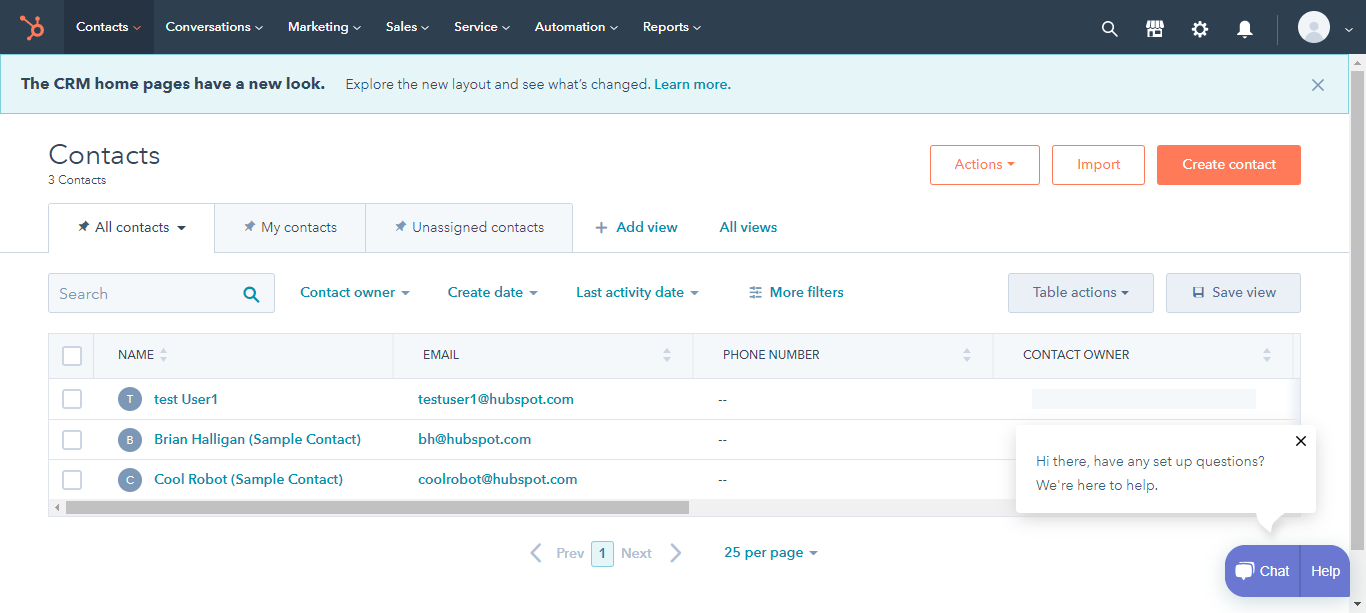 Contacts Conversations Marketing Sales Service Automation Reports
The CRM home pages have a new look. Explore the new layout and see what's changed. Learn more.
Contacts
3 Contacts
Actions Import Create contact
All contacts My contacts Unassigned contacts + Add view All views
Search Contact owner Create date Last activity date More filters Table actions Save view
NAME EMAIL PHONE NUMBER CONTACT OWNER
T test User1 testuser1@hubspot.com --
B Brian Halligan (Sample Contact) bh@hubspot.com --
C Cool Robot (Sample Contact) coolrobot@hubspot.com --
Hi there, have any set up questions?
We're here to help.
Prev 1 Next 25 per page
Chat Help